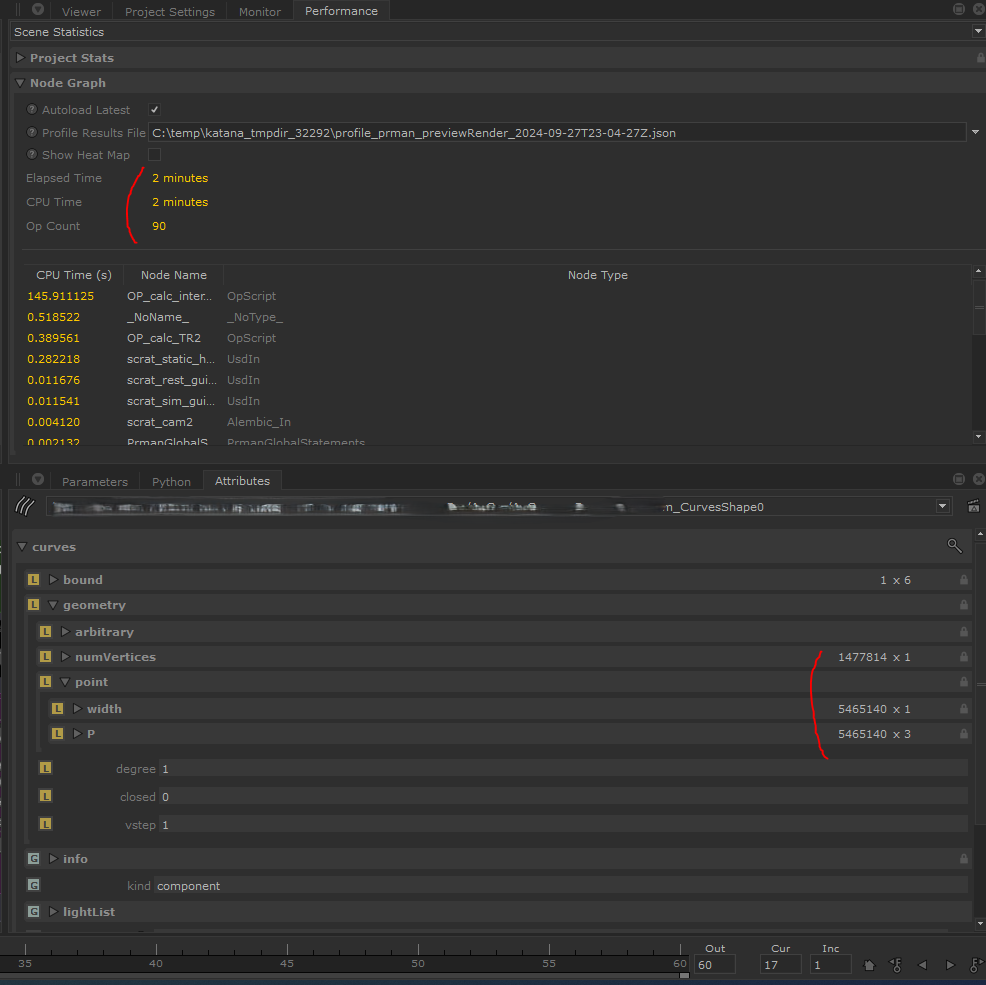 Viewer Project Settings Monitor Performance
Scene Statistics
Project Stats
Node Graph
? Autoload Latest
? Profile Results File C:\temp\katana_tmpdir_32292\profile_prman_previewRender_2024-09-27T23-04-27Z.json
? Show Heat Map
Elapsed Time 2 minutes
CPU Time 2 minutes
Op Count 90
CPU Time (s) Node Name Node Type
145.911125 OP_calc_inter... OpScript
0.518522 _NoName_ _NoType_
0.389561 OP_calc_TR2 OpScript
0.282218 scrat_static_h... UsdIn
0.011676 scrat_rest_gui... UsdIn
0.011541 scrat_sim_gui... UsdIn
0.004120 scrat_cam2 Alembic_In
0.002132 PrmanGlobalS PrmanGlobalStatements
Parameters Python Attributes
_CurvesShape0
curves
L bound 1 x 6
L geometry
L arbitrary
L numVertices 1477814 x 1
L point
L width 5465140 x 1
L P 5465140 x 3
L degree 1
L closed 0
L vstep 1
G info
G kind component
G lightList
Out Cur Inc
35 40 45 50 55 60 60 17 1 F F